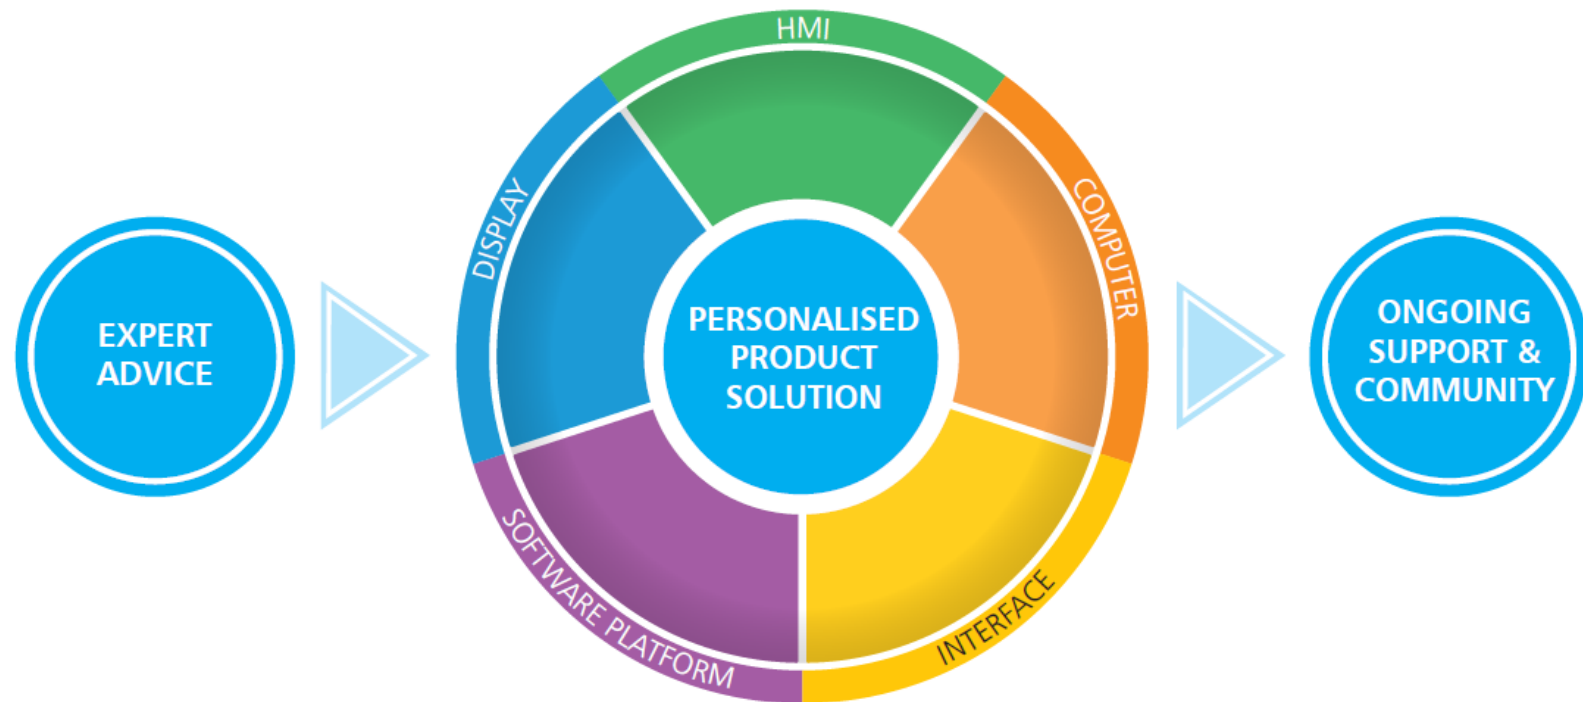 EXPERT
ADVICE
HMI
COMPUTER
INTERFACE
SOFTWARE PLATFORM
DISPLAY
PERSONALISED
PRODUCT
SOLUTION
ONGOING
SUPPORT &
COMMUNITY